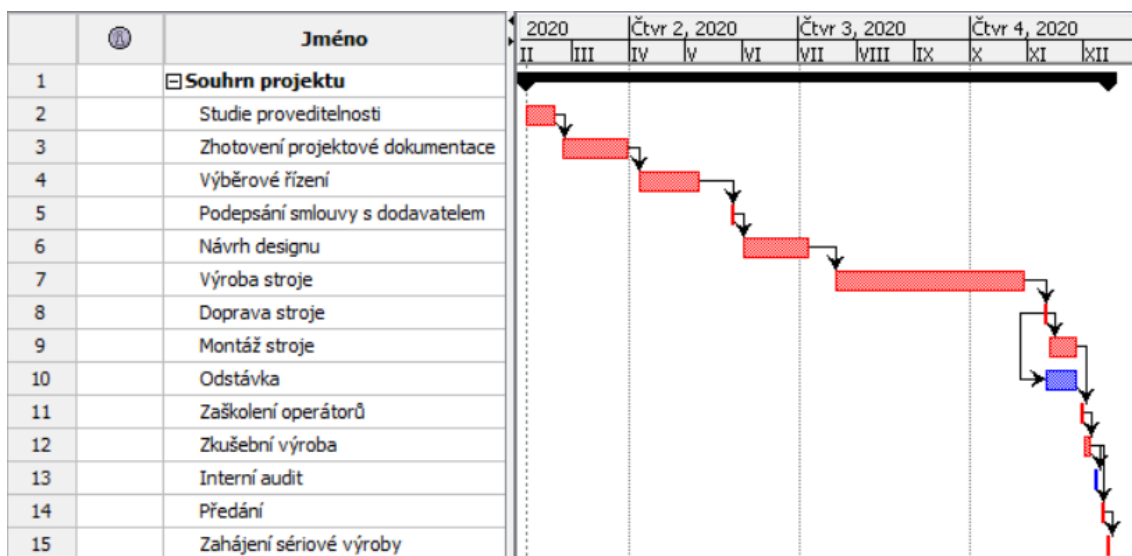 Jméno
2020 Čtvr 2, 2020 Čtvr 3, 2020 Čtvr 4, 2020
II III IV V VI VII VIII IX X XI XII
1 Souhrn projektu
2 Studie proveditelnosti
3 Zhotovení projektové dokumentace
4 Výběrové řízení
5 Podepsání smlouvy s dodavatelem
6 Návrh designu
7 Výroba stroje
8 Doprava stroje
9 Montáž stroje
10 Odstávka
11 Zaškolení operátorů
12 Zkušební výroba
13 Interní audit
14 Předání
15 Zahájení sériové výroby